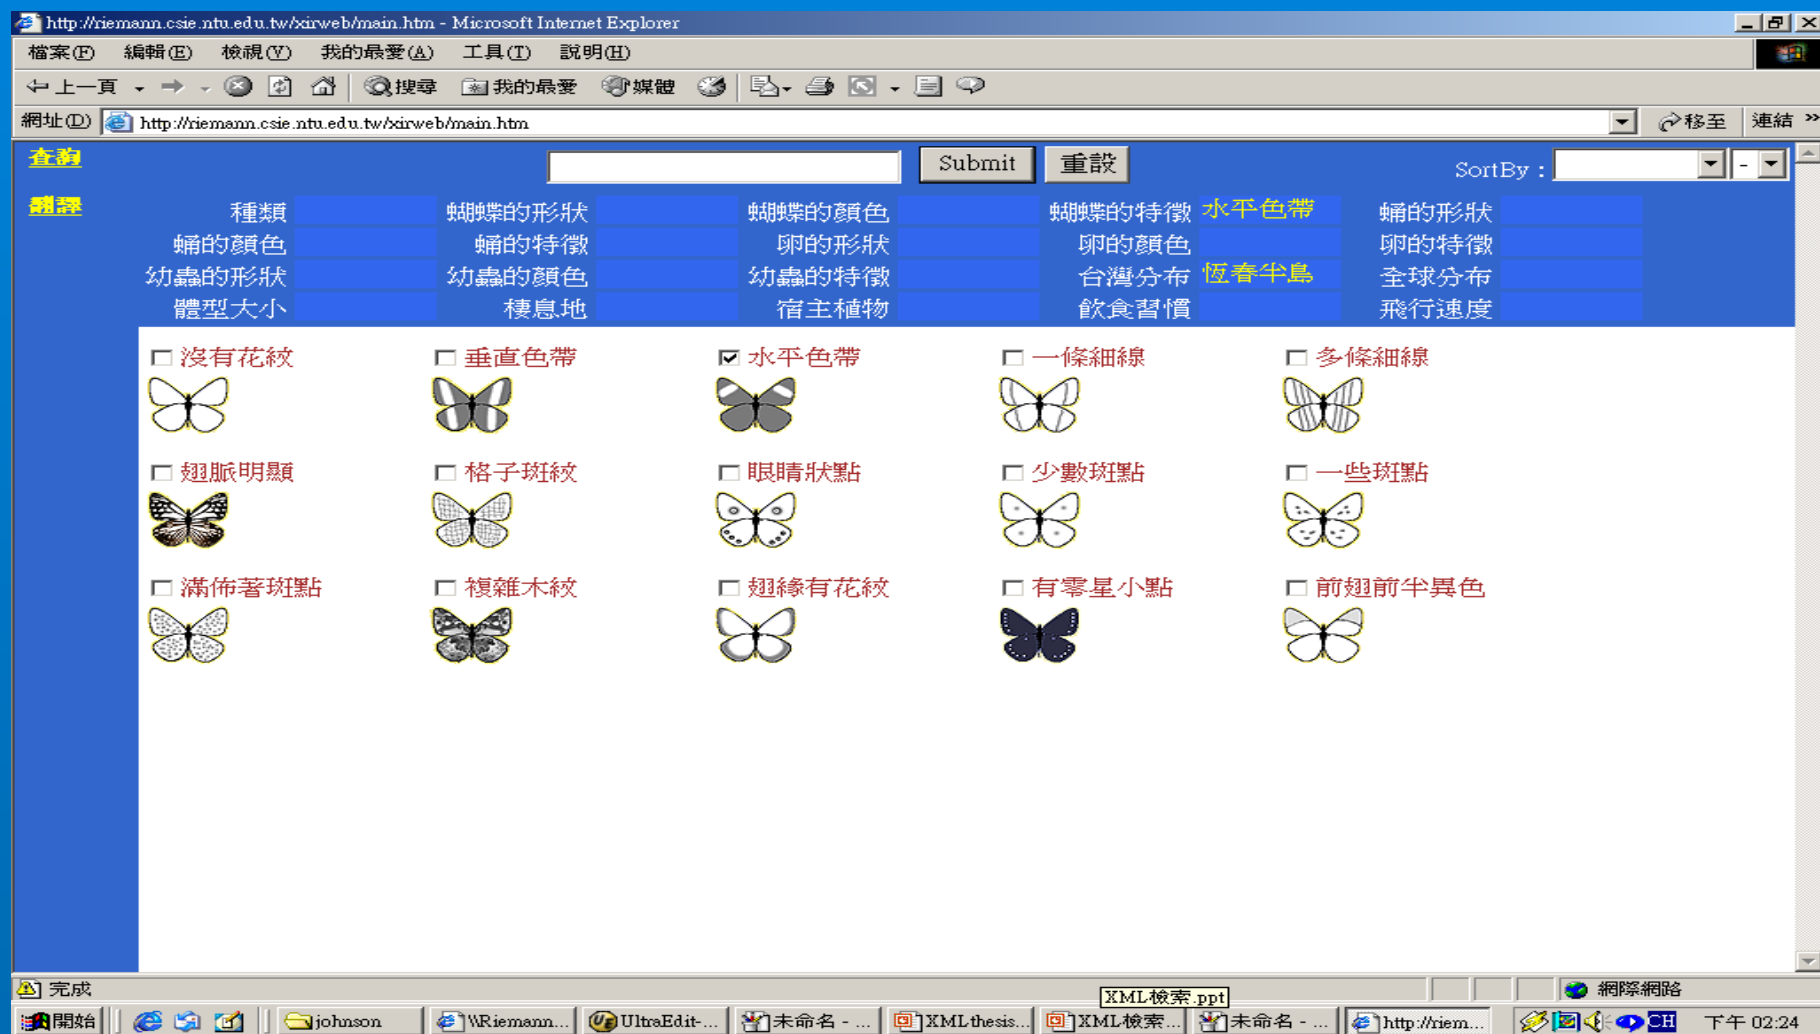 http://riemann.csie.ntu.edu.tw/xirweb/main.htm - Microsoft Internet Explorer
檔案(F) 編輯(E) 檢視(V) 我的最愛(A) 工具(T) 說明(H)
上一頁 搜尋 我的最愛 媒體
網址(D) http://riemann.csie.ntu.edu.tw/xirweb/main.htm 移至 連結 »
查詢 Submit 重設 SortBy : -
翻譯
種類 蝴蝶的形狀 蝴蝶的顏色 蝴蝶的特徵 水平色帶 蛹的形狀
蛹的顏色 蛹的特徵 卵的形狀 卵的顏色 卵的特徵
幼蟲的形狀 幼蟲的顏色 幼蟲的特徵 台灣分布 恆春半島 全球分布
體型大小 棲息地 宿主植物 飲食習慣 飛行速度
沒有花紋 垂直色帶 水平色帶 一條細線 多條細線
翅脈明顯 格子斑紋 眼睛狀點 少數斑點 一些斑點
滿佈著斑點 複雜木紋 翅緣有花紋 有零星小點 前翅前半異色
完成 網際網路
XML檢索.ppt
開始 johnson \\Riemann... UltraEdit-... 未命名 - ... XMLthesis... XML檢索... 未命名 - ... http://riem... CH 下午 02:24